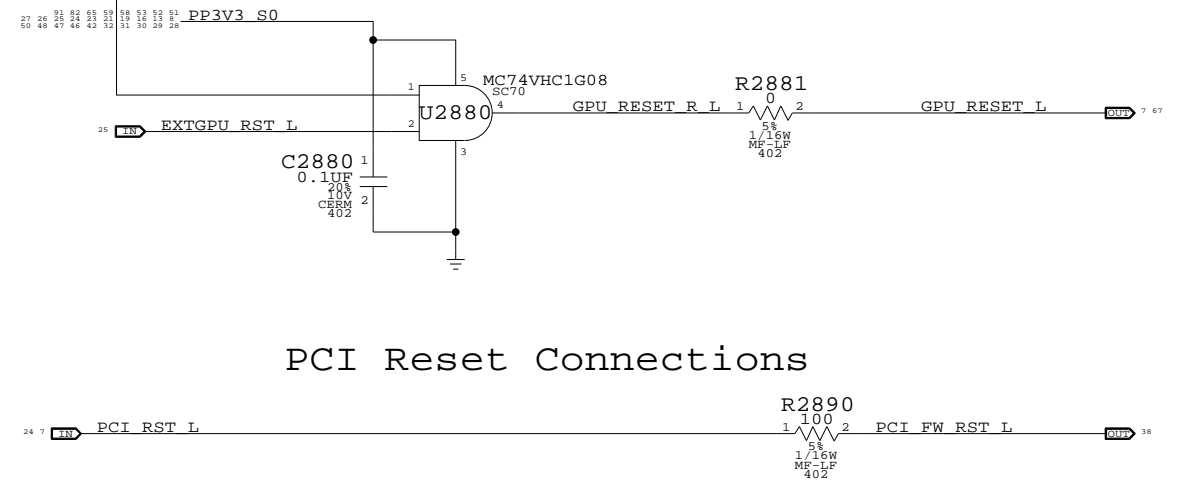 91 82 65 59 58 53 52 51
27 26 25 24 23 21 19 16 13 8
50 48 47 46 42 32 31 30 29 28
PP3V3_S0
5
MC74VHC1G08
SC70
1
U2880
4
GPU_RESET_R_L
R2881
0
1
2
5%
1/16W
MF-LF
402
GPU_RESET_L
OUT
7 67
25
IN
EXTGPU_RST_L
2
3
C2880
1
0.1UF
20%
10V
CERM
402
2
PCI Reset Connections
24 7
IN
PCI_RST_L
R2890
100
1
2
5%
1/16W
MF-LF
402
PCI_FW_RST_L
OUT
38